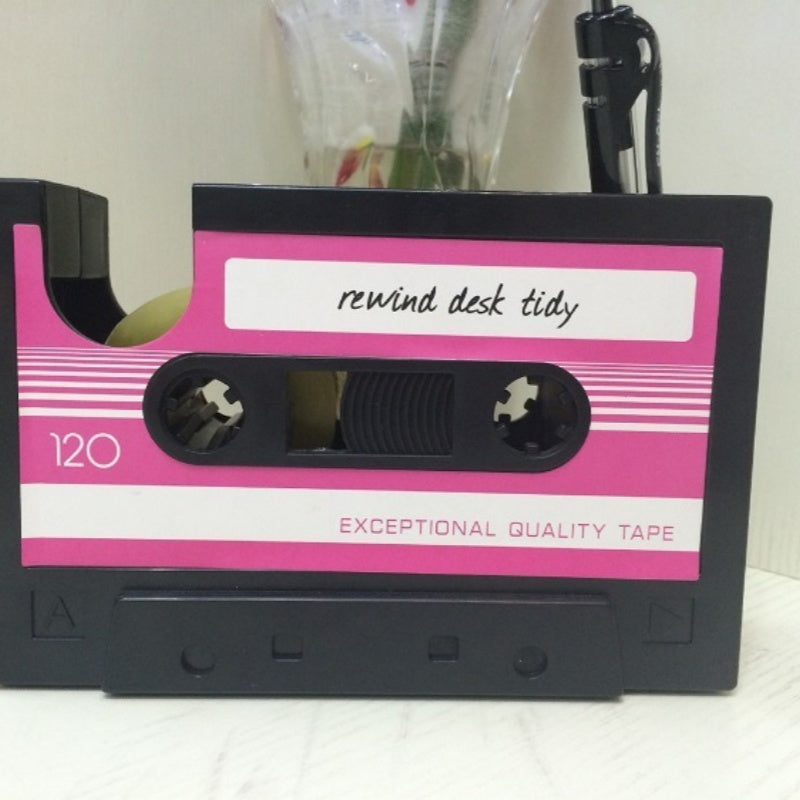 rewind desk tidy
120
EXCEPTIONAL QUALITY TAPE
A